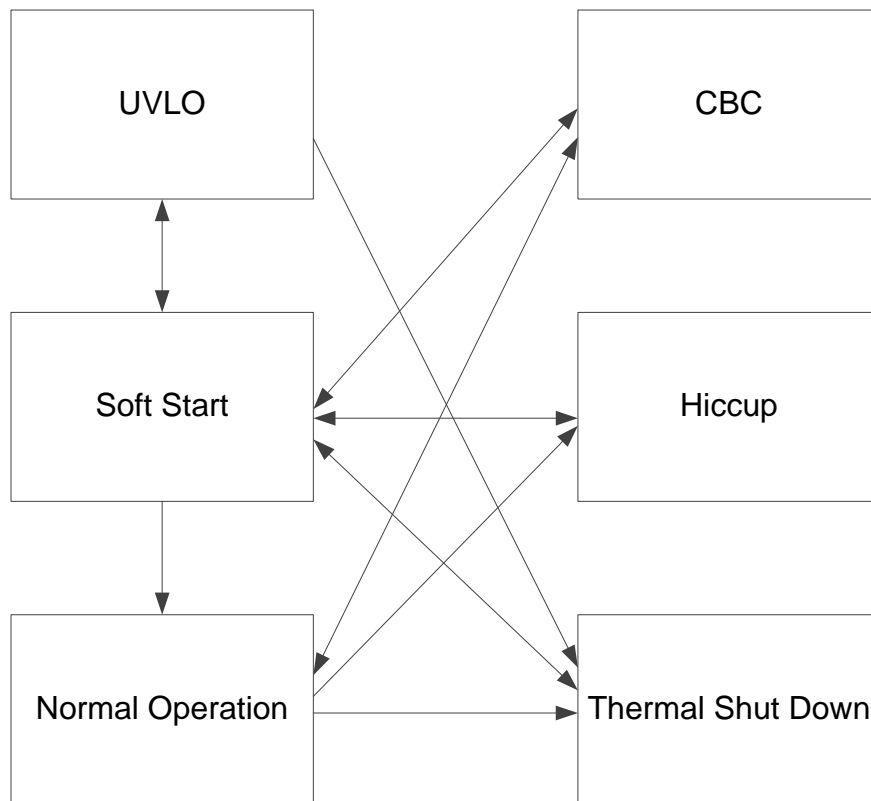 UVLO
CBC
Soft Start
Hiccup
Normal Operation
Thermal Shut Down